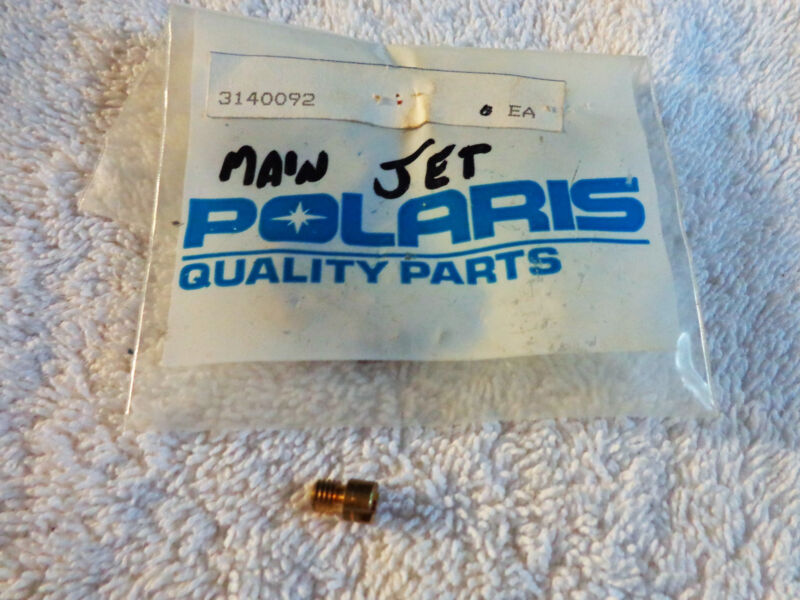 3140092 EA
MAIN JET
POLARIS
QUALITY PARTS